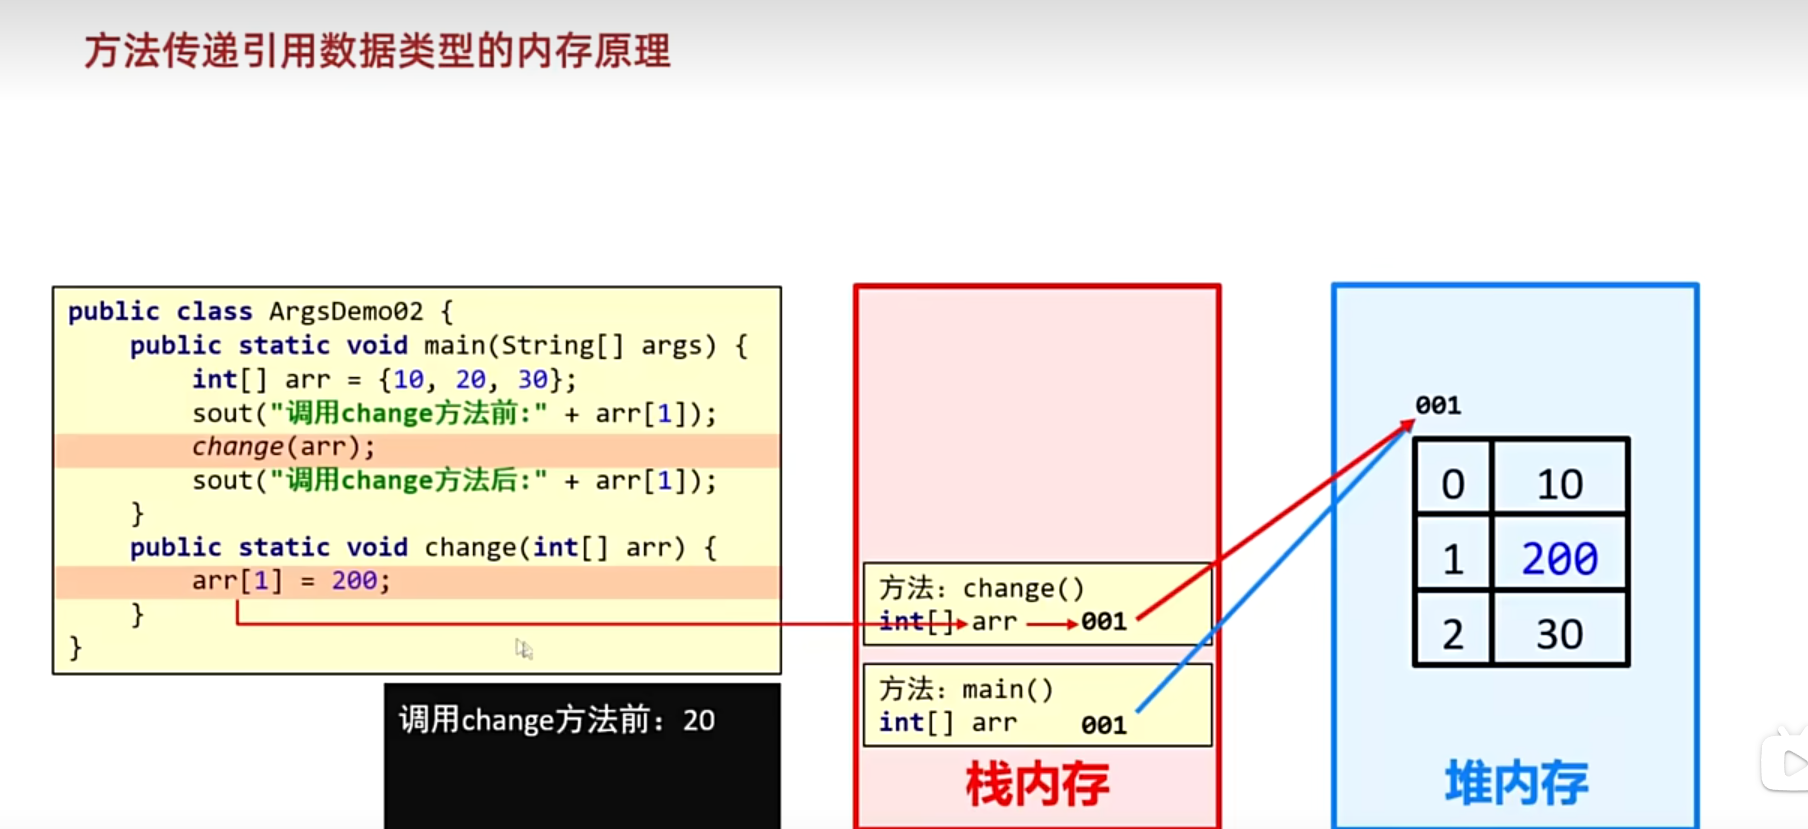 方法传递引用数据类型的内存原理
public class ArgsDemo02 {
public static void main(String[] args) {
int[] arr = {10, 20, 30};
sout("调用change方法前:" + arr[1]);
change(arr);
sout("调用change方法后:" + arr[1]);
}
public static void change(int[] arr) {
arr[1] = 200;
}
}
调用change方法前：20
方法：change()
int[] arr 001
方法：main()
int[] arr 001
栈内存
001
0 10
1 200
2 30
堆内存